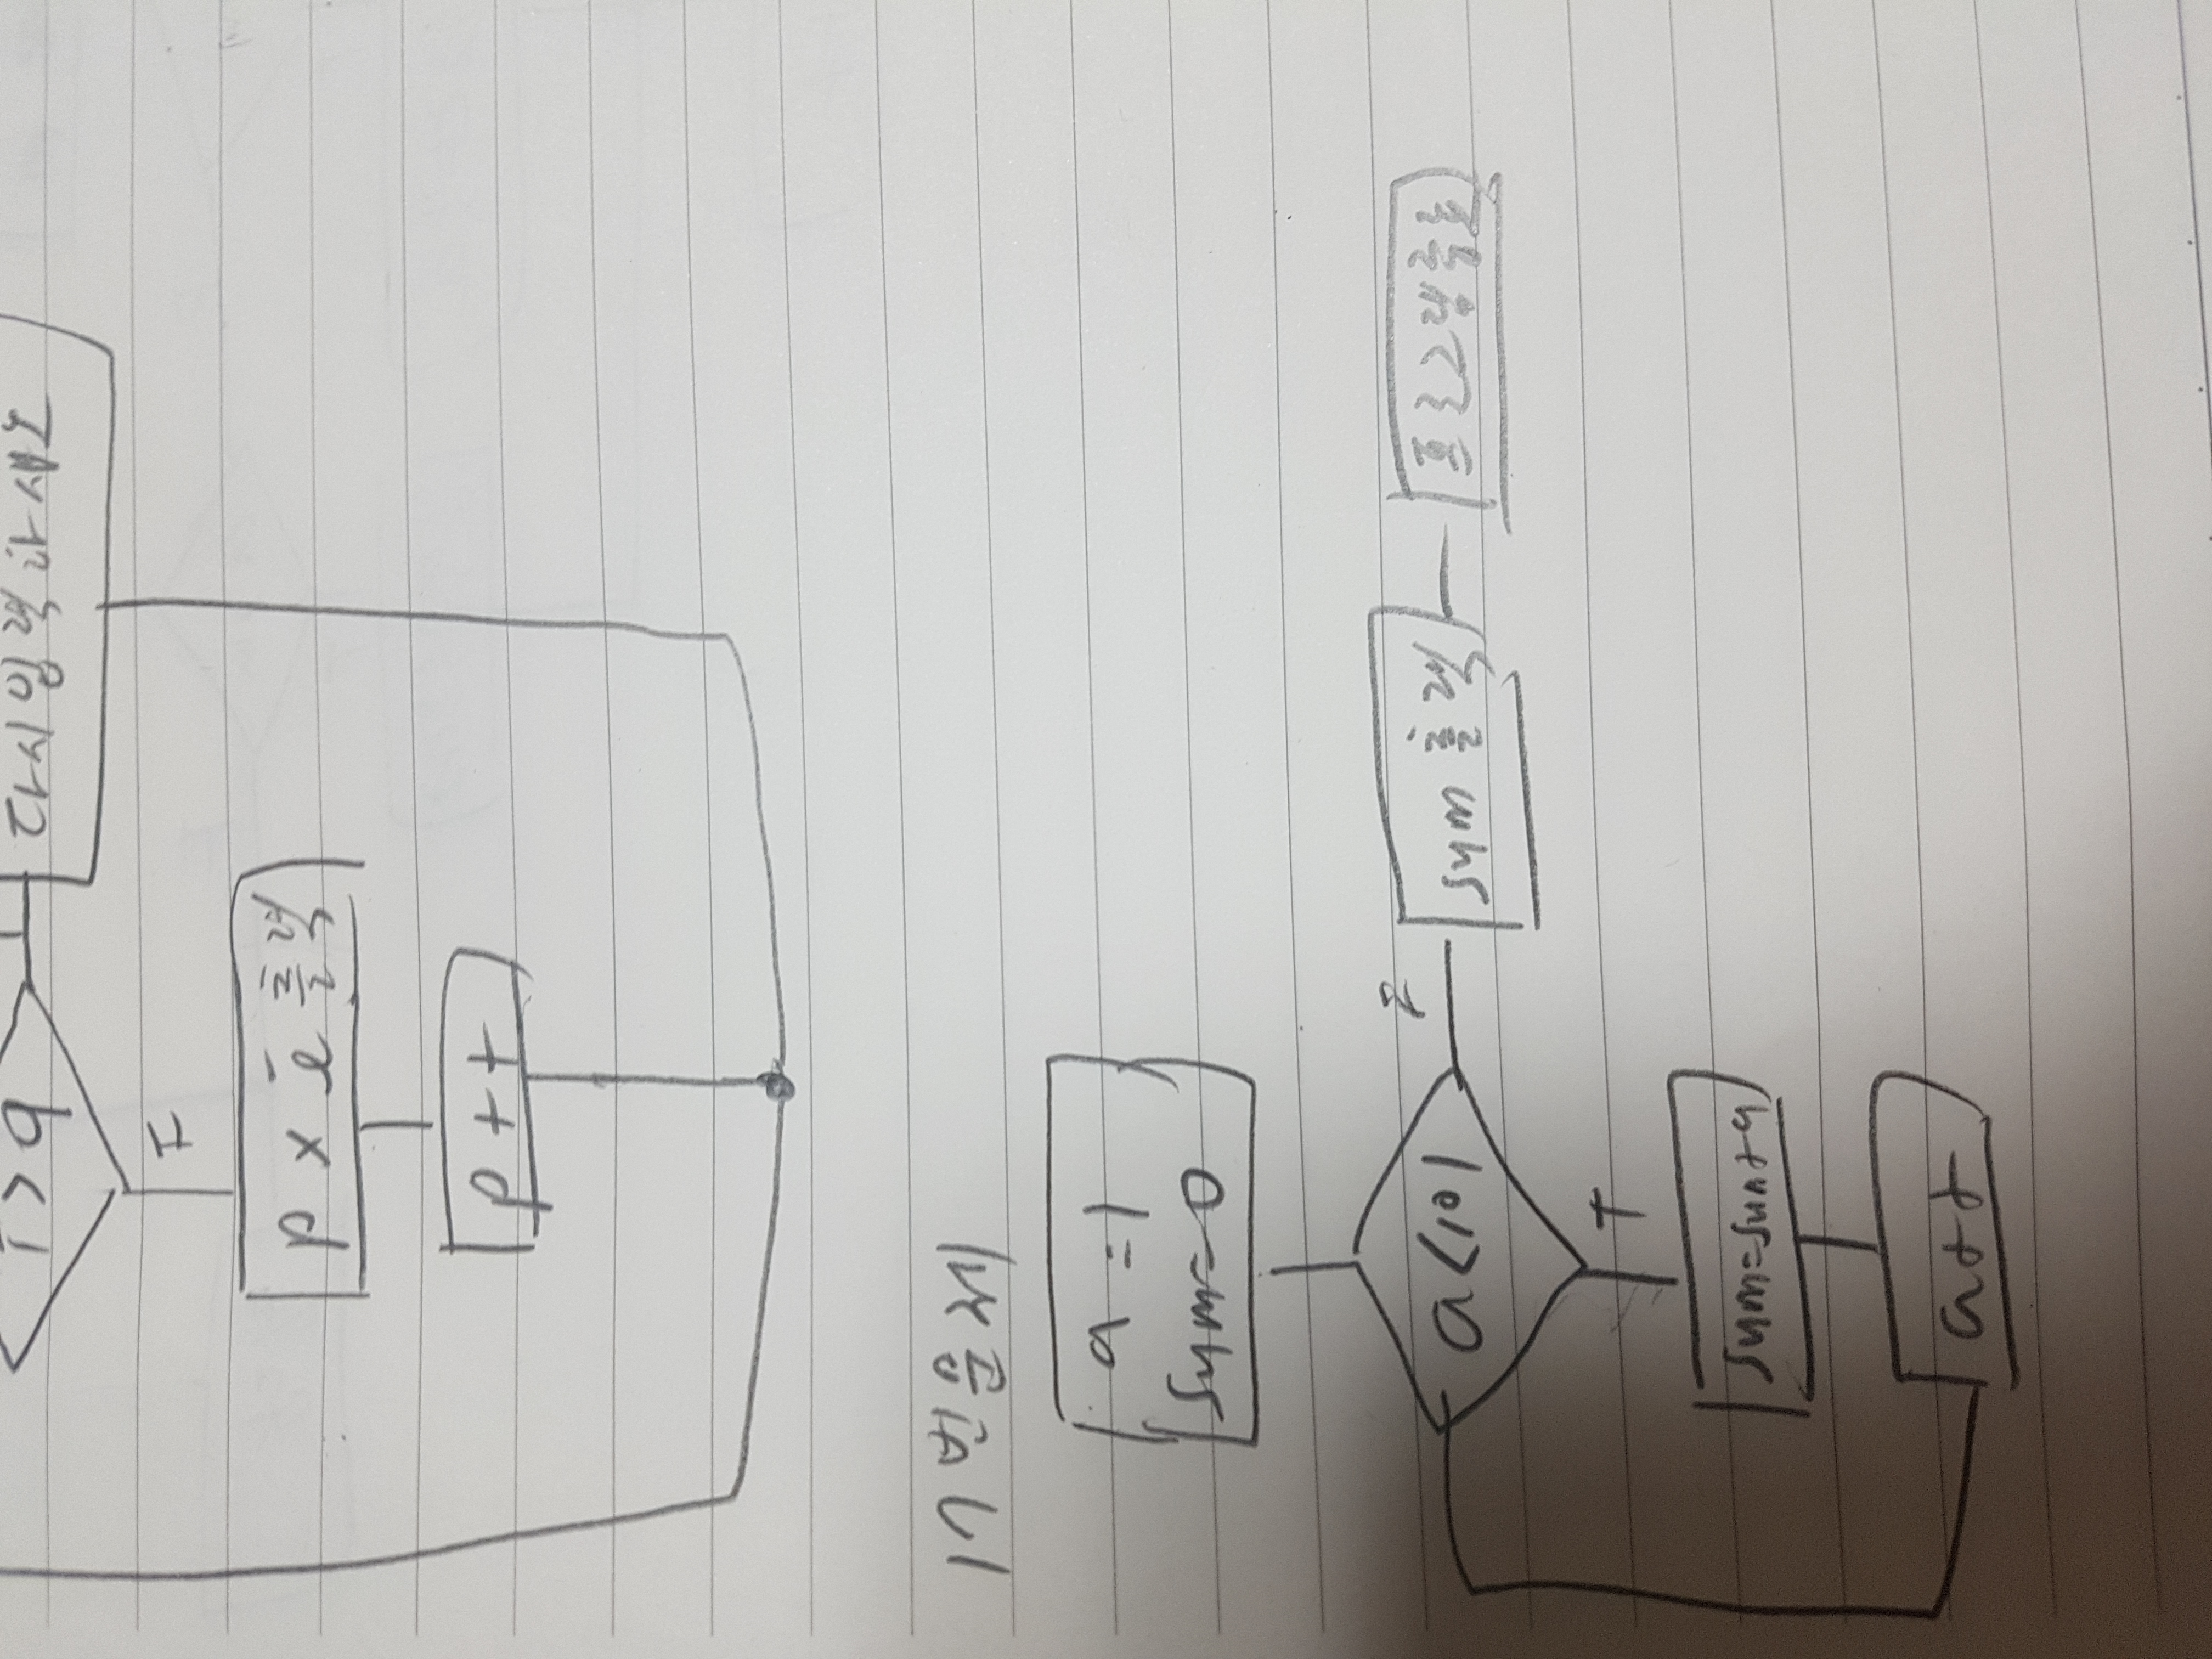 i > 9
다시 입력하세요
F
p x i 출력
p++
17번문제
a = 1
sum = 0
a<101
F
sum 출력
프로그램종료
T
sum=sum+a
a++